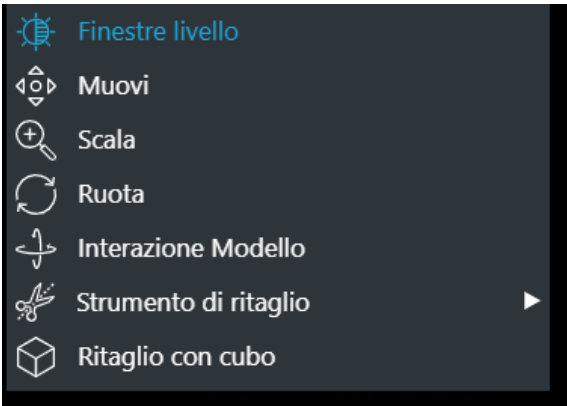 Finestre livello
Muovi
Scala
Ruota
Interazione Modello
Strumento di ritaglio
Ritaglio con cubo